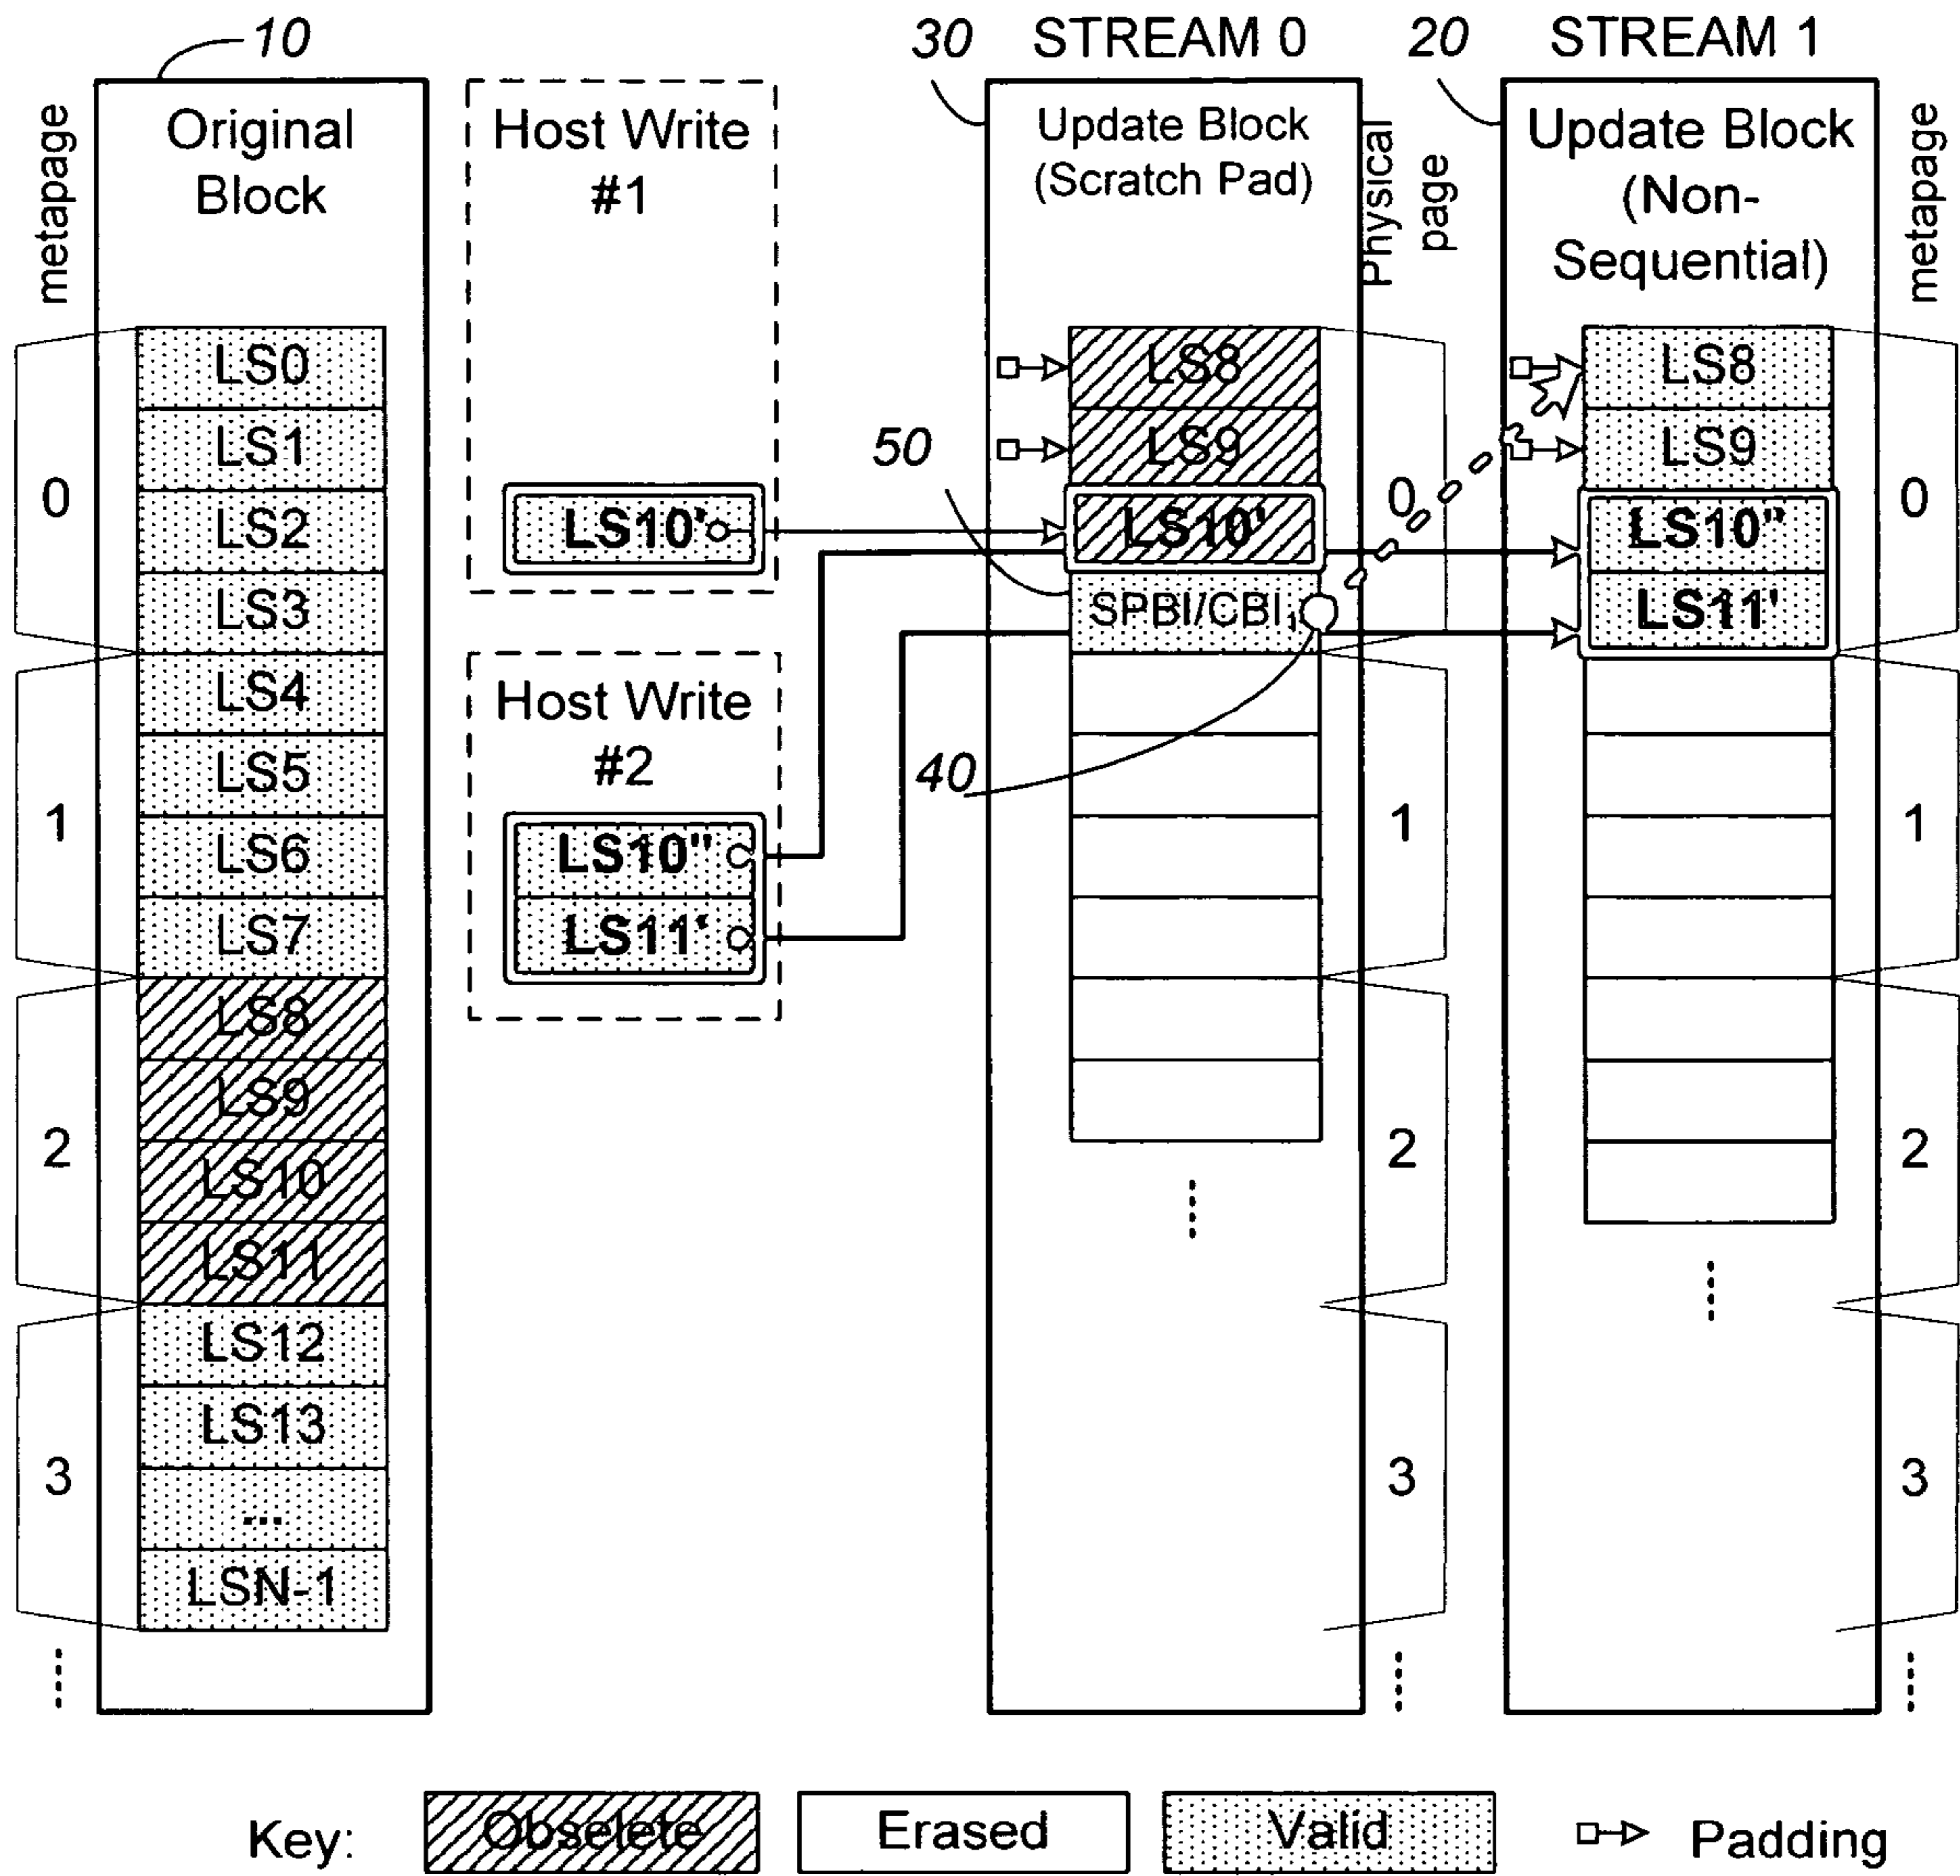 10
30
STREAM 0
20
STREAM 1
metapage
Original
Block
Host Write
#1
Update Block
(Scratch Pad)
Physical
page
Update Block
(Non-
Sequential)
metapage
LS0
LS1
LS2
LS3
LS4
LS5
LS6
LS7
LS8
LS9
LS10
LS11
LS12
LS13
...
LSN-1
0
1
2
3
LS10'
Host Write
#2
LS10"
LS11'
50
40
LS8
LS9
LS10'
SPBI/CBI1
0
1
2
3
LS8
LS9
LS10"
LS11'
0
1
2
3
Key:
Obselete
Erased
Valid
Padding